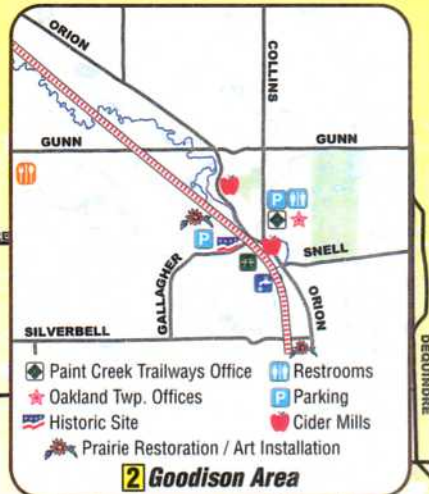 ORION
COLLINS
GUNN
GUNN
P
P
SNELL
GALLAGHER
ORION
SILVERBELL
DEQUINDRE
Paint Creek Trailways Office
Restrooms
Oakland Twp. Offices
P Parking
Historic Site
Cider Mills
Prairie Restoration / Art Installation
2 Goodison Area